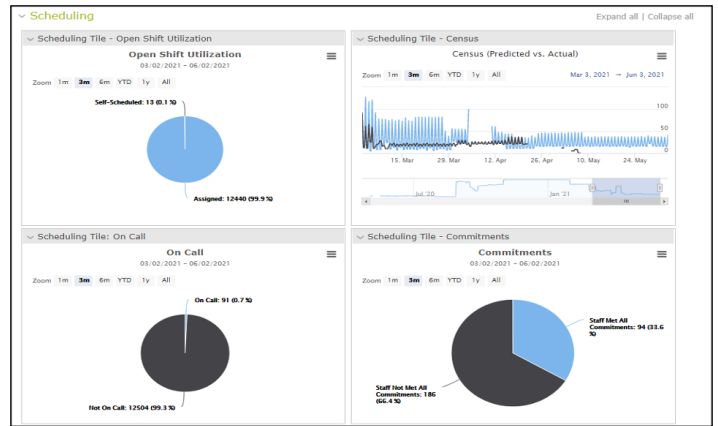 Scheduling
Expand all | Collapse all
Scheduling Tile - Open Shift Utilization
Open Shift Utilization
03/02/2021 - 06/02/2021
Zoom 1m 3m 6m YTD 1y All
Self-Scheduled: 13 (0.1 %)
Assigned: 12440 (99.9 %)
Scheduling Tile - Census
Census (Predicted vs. Actual)
Zoom 1m 3m 6m YTD 1y All
Mar 3, 2021 → Jun 3, 2021
100
50
0
15. Mar 29. Mar 12. Apr 26. Apr 10. May 24. May
Jul '20 Jan '21
Scheduling Tile: On Call
On Call
03/02/2021 - 06/02/2021
Zoom 1m 3m 6m YTD 1y All
On Call: 91 (0.7 %)
Not On Call: 12504 (99.3 %)
Scheduling Tile - Commitments
Commitments
03/02/2021 - 06/02/2021
Zoom 1m 3m 6m YTD 1y All
Staff Met All
Commitments: 94 (33.6
%)
Staff Not Met All
Commitments: 186
(66.4 %)